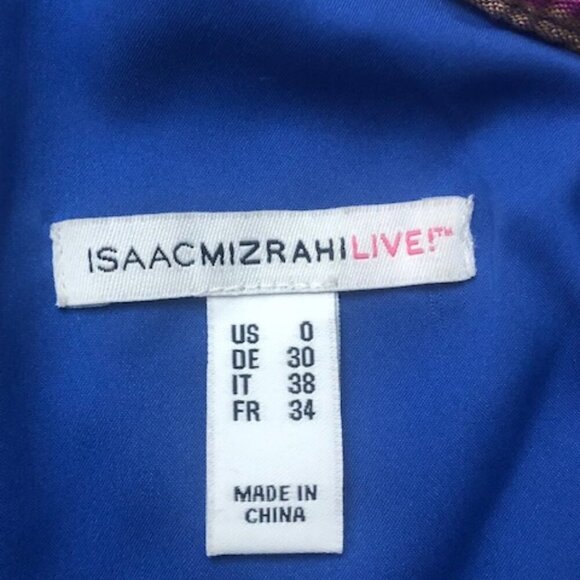 ISAACMIZRAHILIVE!™
US 0
DE 30
IT 38
FR 34
MADE IN
CHINA